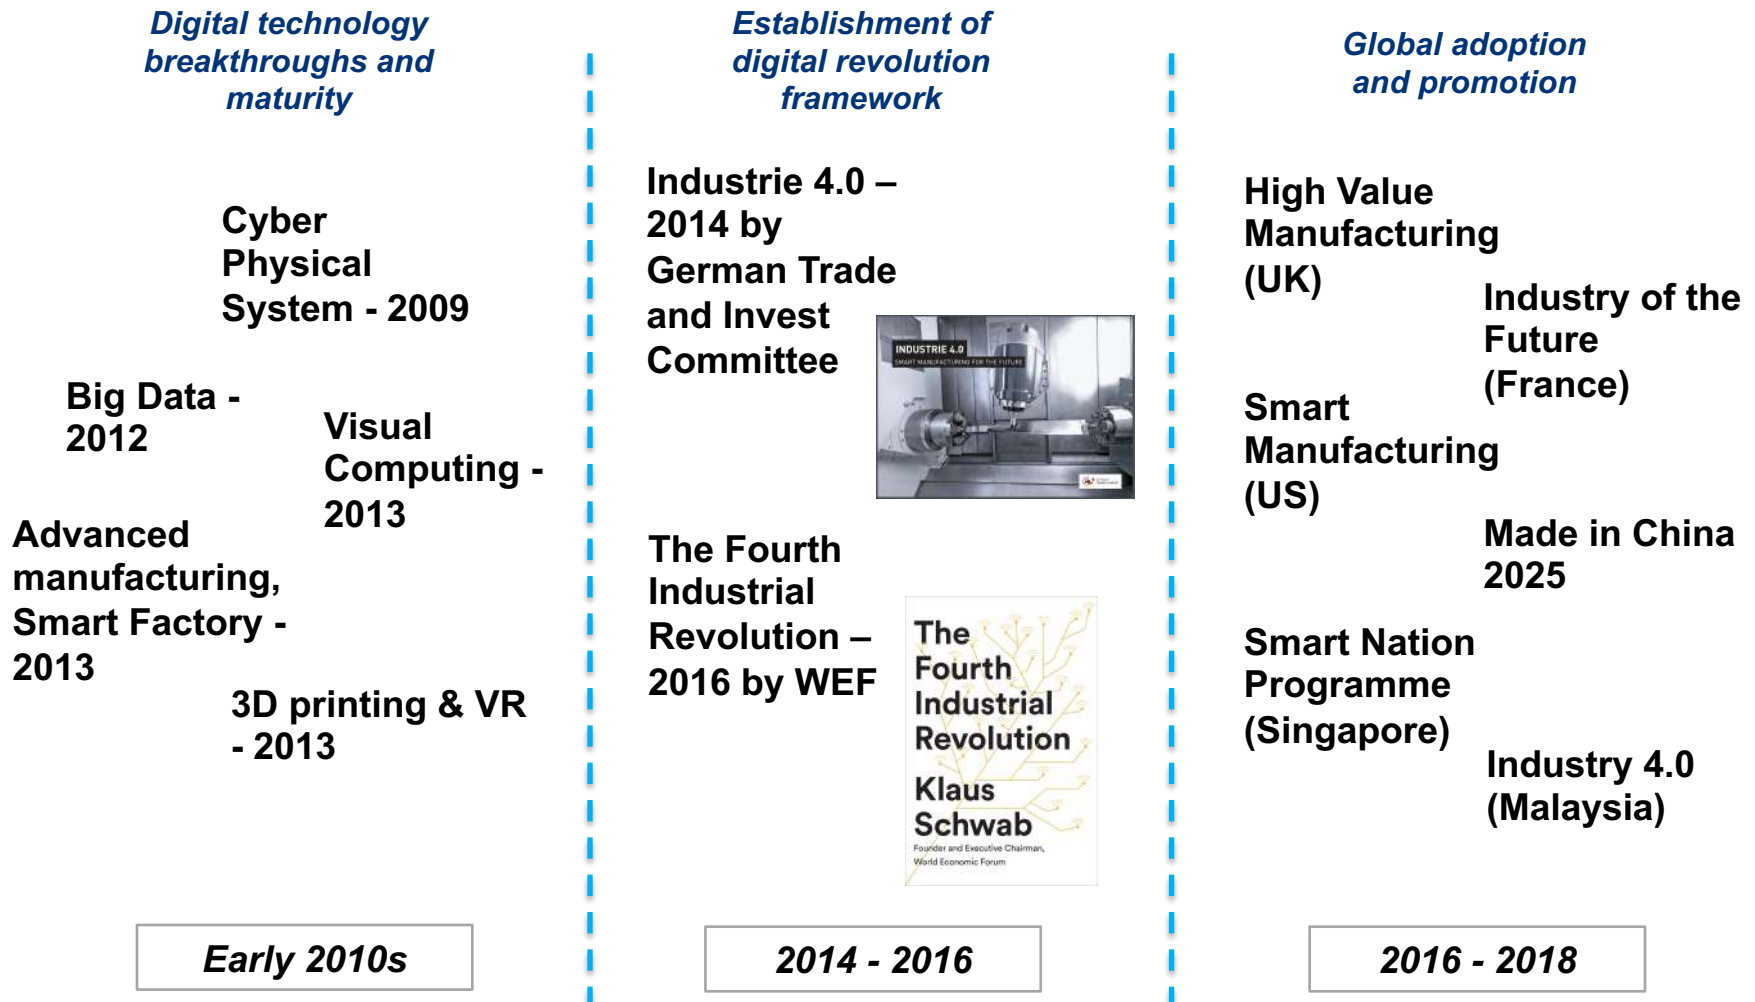 Digital technology
breakthroughs and
maturity
Cyber
Physical
System - 2009
Big Data -
2012
Visual
Computing -
2013
Advanced
manufacturing,
Smart Factory -
2013
3D printing & VR
- 2013
Early 2010s
Establishment of
digital revolution
framework
Industrie 4.0 –
2014 by
German Trade
and Invest
Committee
INDUSTRIE 4.0
SMART MANUFACTURING FOR THE FUTURE
The Fourth
Industrial
Revolution –
2016 by WEF
The
Fourth
Industrial
Revolution
Klaus
Schwab
Founder and Executive Chairman,
World Economic Forum
2014 - 2016
Global adoption
and promotion
High Value
Manufacturing
(UK)
Industry of the
Future
(France)
Smart
Manufacturing
(US)
Made in China
2025
Smart Nation
Programme
(Singapore)
Industry 4.0
(Malaysia)
2016 - 2018